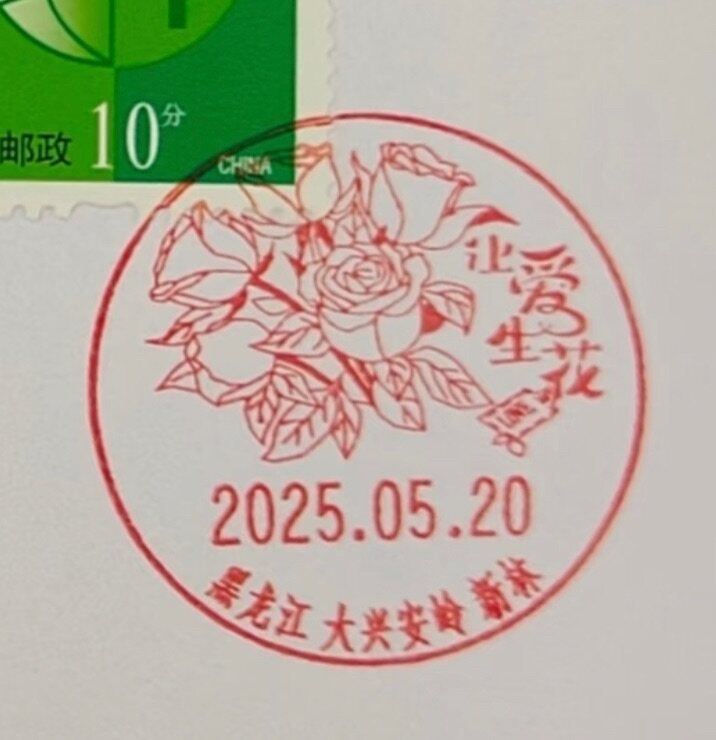 邮政 10分
CHINA
让爱
生花
2025.05.20
黑龙江 大兴安岭 新林